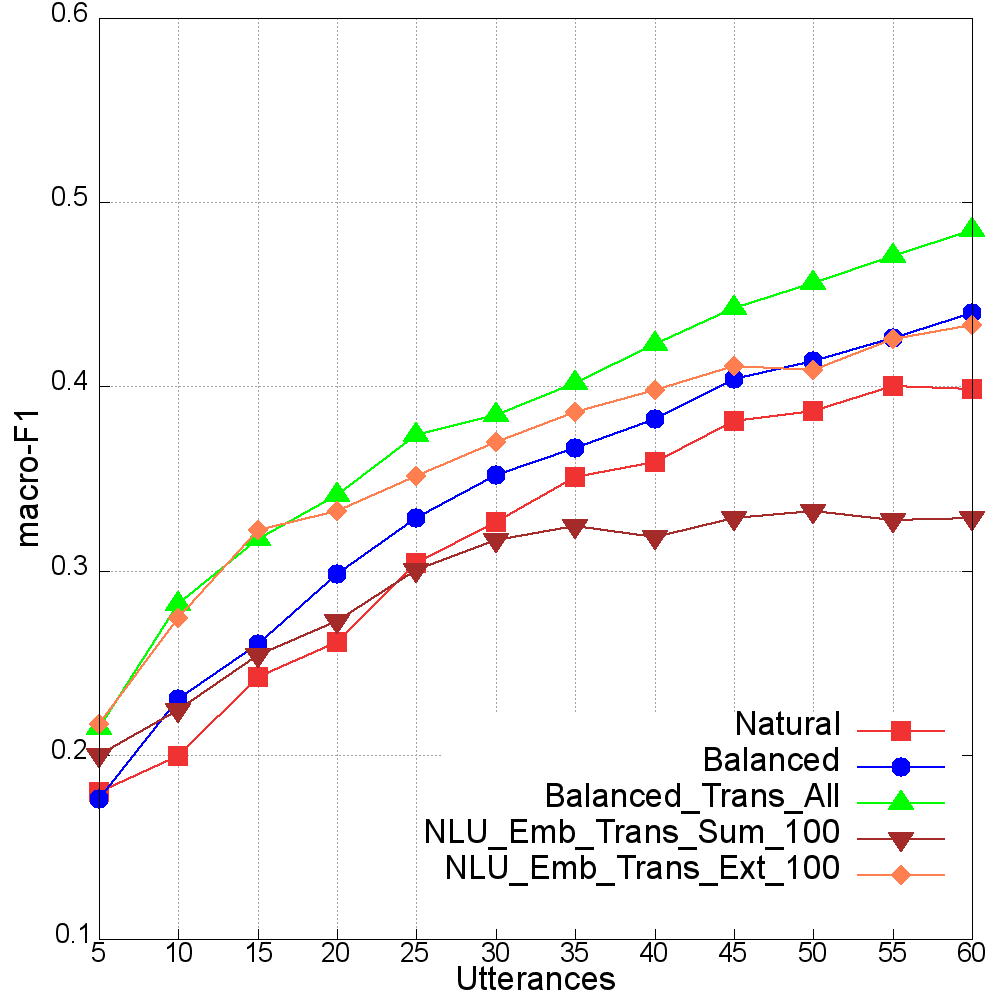 0.6
0.5
0.4
0.3
0.2
0.1
macro-F1
Natural
Balanced
Balanced_Trans_All
NLU_Emb_Trans_Sum_100
NLU_Emb_Trans_Ext_100
5 10 15 20 25 30 35 40 45 50 55 60
Utterances